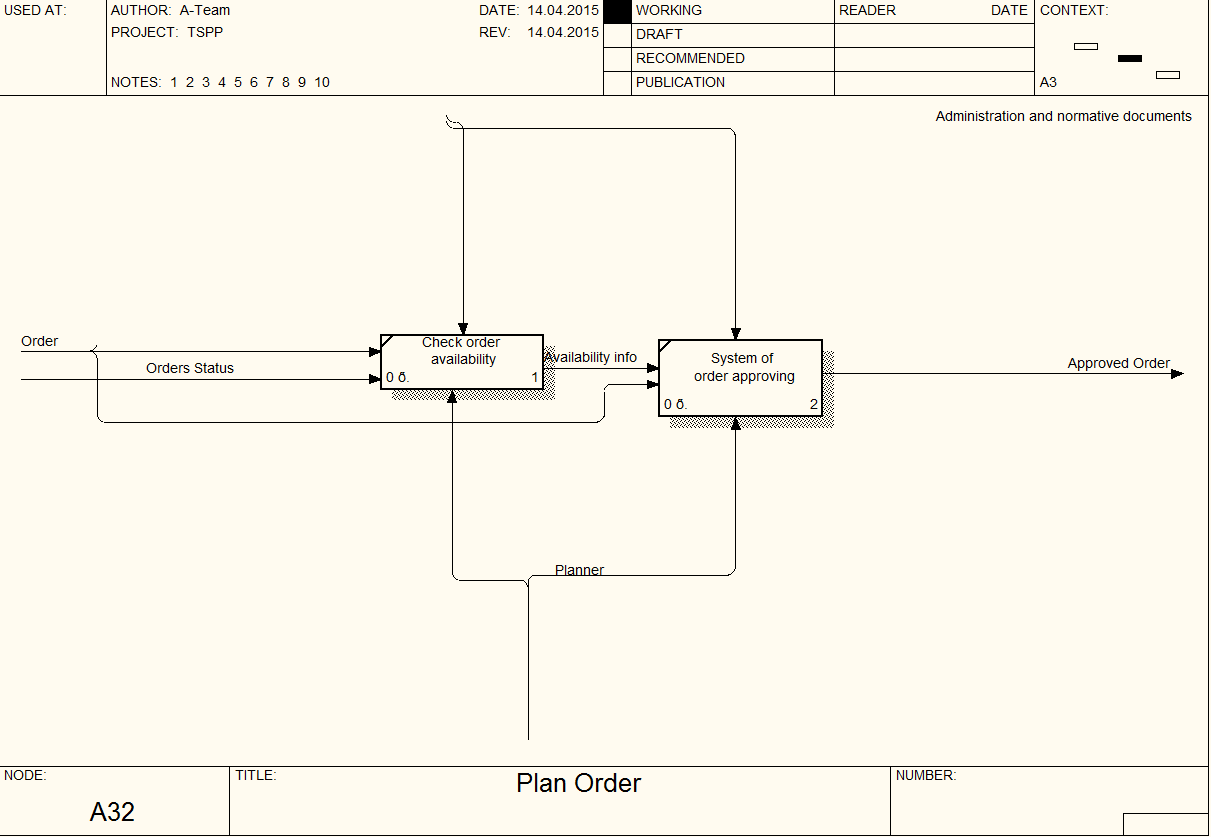 USED AT:
AUTHOR: A-Team
DATE: 14.04.2015
PROJECT: TSPP
REV: 14.04.2015
NOTES: 1 2 3 4 5 6 7 8 9 10
WORKING
DRAFT
RECOMMENDED
PUBLICATION
READER DATE
CONTEXT:
A3
Administration and normative documents
Order
Orders Status
Check order
availability
0 õ. 1
Availability info
System of
order approving
0 õ. 2
Approved Order
Planner
NODE:
A32
TITLE:
Plan Order
NUMBER: